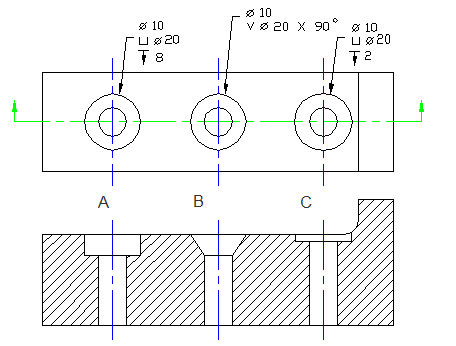 ⌀ 10
⌴ ⌀ 20
↧ 8
⌀ 10
⌵ ⌀ 20 X 90°
⌀ 10
⌴ ⌀20
↧ 2
A
B
C